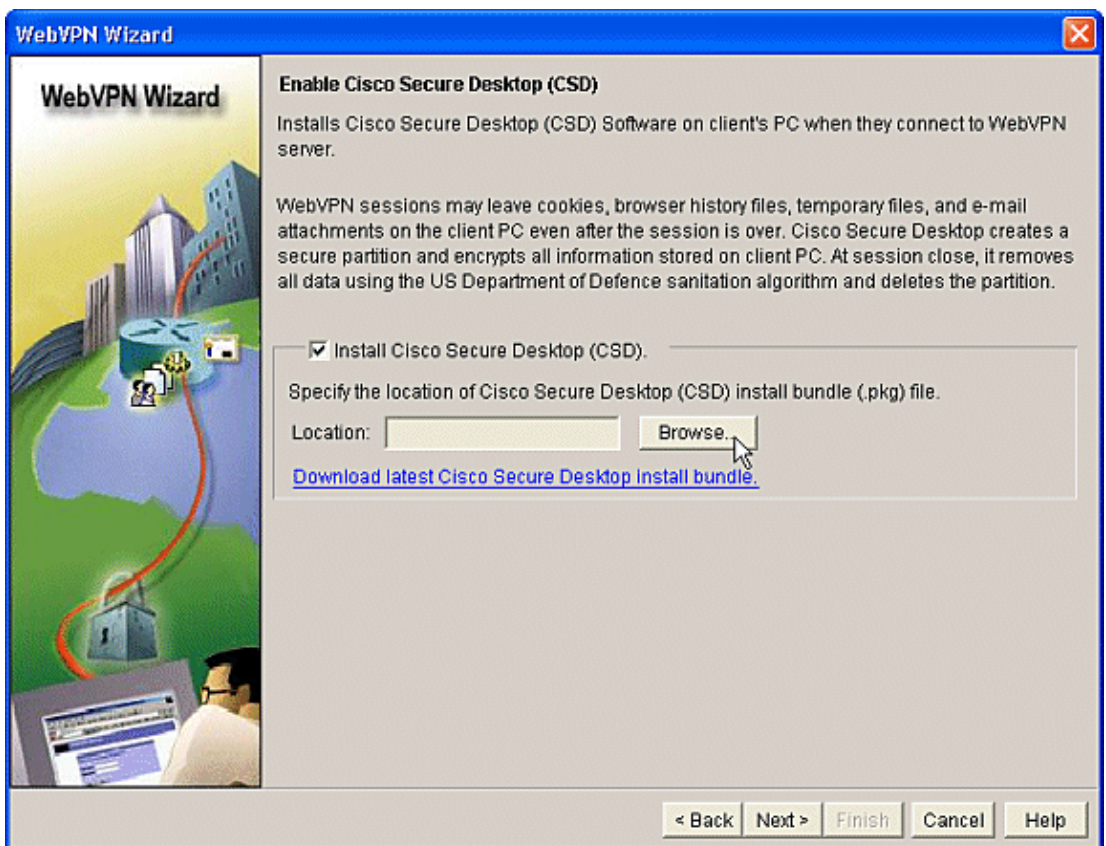 WebVPN Wizard
WebVPN Wizard
Enable Cisco Secure Desktop (CSD)
Installs Cisco Secure Desktop (CSD) Software on client's PC when they connect to WebVPN
server.
WebVPN sessions may leave cookies, browser history files, temporary files, and e-mail
attachments on the client PC even after the session is over. Cisco Secure Desktop creates a
secure partition and encrypts all information stored on client PC. At session close, it removes
all data using the US Department of Defence sanitation algorithm and deletes the partition.
Install Cisco Secure Desktop (CSD).
Specify the location of Cisco Secure Desktop (CSD) install bundle (.pkg) file.
Location: Browse...
Download latest Cisco Secure Desktop install bundle.
< Back Next > Finish Cancel Help